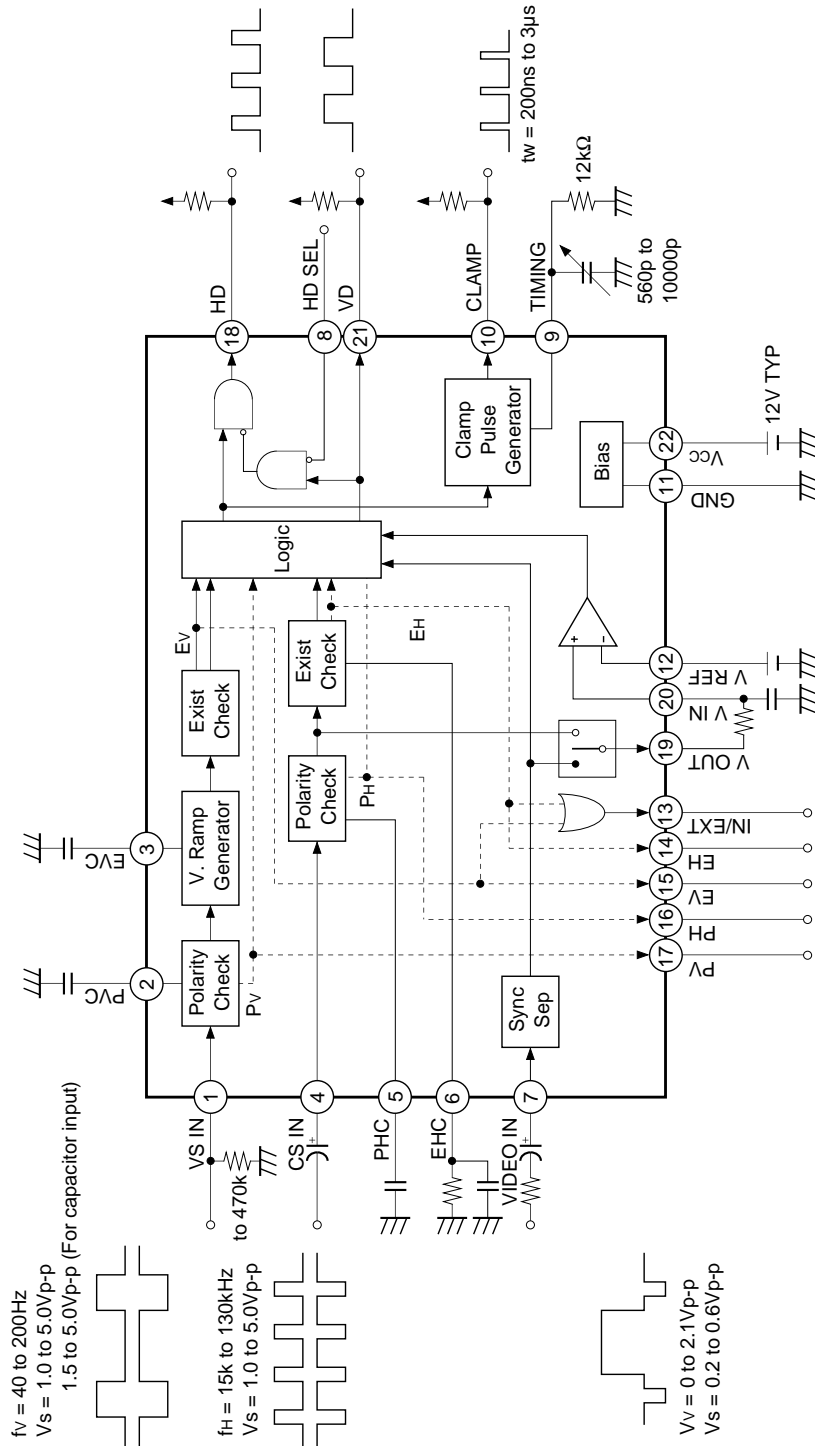 fV = 40 to 200Hz
VS = 1.0 to 5.0Vp-p
1.5 to 5.0Vp-p (For capacitor input)
fH = 15k to 130kHz
VS = 1.0 to 5.0Vp-p
VV = 0 to 2.1Vp-p
VS = 0.2 to 0.6Vp-p
VS IN
to 470k
CS IN
+
PHC
EHC
VIDEO IN
+
1
4
5
6
7
PVC
2
EVC
3
Polarity
Check
V. Ramp
Generator
Exist
Check
EV
PV
Polarity
Check
Exist
Check
PH
EH
Logic
Sync
Sep
Clamp
Pulse
Generator
Bias
+
−
17
16
15
14
13
19
20
12
11
22
PV
PH
EV
EH
IN/EXT
V OUT
V IN
V REF
GND
VCC
12V TYP
18
8
21
10
9
HD
HD SEL
VD
CLAMP
TIMING
tw = 200ns to 3µs
12kΩ
560p to
10000p